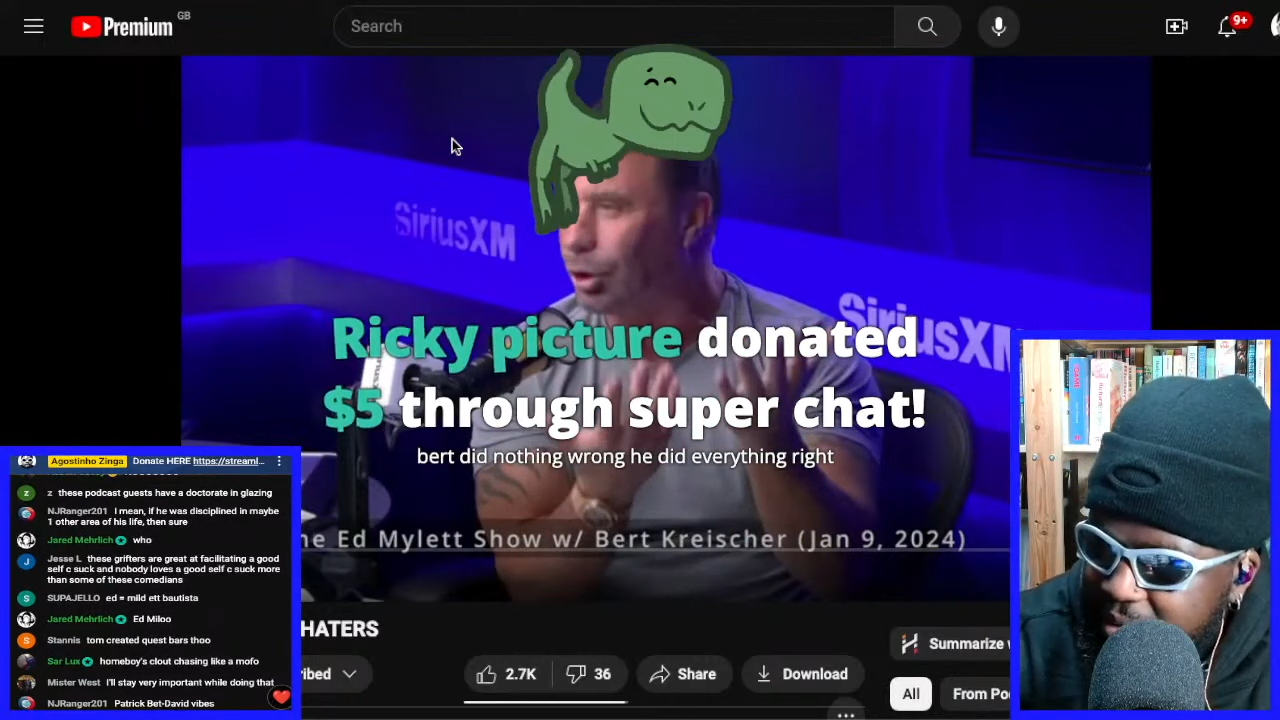 Premium GB
Search
9+
SiriusXM
SiriusXM
Ricky picture donated
$5 through super chat!
bert did nothing wrong he did everything right
he Ed Mylett Show w/ Bert Kreischer (Jan 9, 2024)
HATERS
ribed
2.7K
36
Share
Download
Summarize
All
From Po
Agostinho Zinga Donate HERE https://streaml...
z these podcast guests have a doctorate in glazing
NJRanger201 I mean, if he was disciplined in maybe
1 other area of his life, then sure
Jared Mehrlich who
Jesse L these grifters are great at facilitating a good
self c suck and nobody loves a good self c suck more
than some of these comedians
SUPAJELLO ed = mild ett bautista
Jared Mehrlich Ed Miloo
Stannis tom created quest bars thoo
Sar Lux homeboy's clout chasing like a mofo
Mister West I'll stay very important while doing that
NJRanger201 Patrick Bet-David vibes